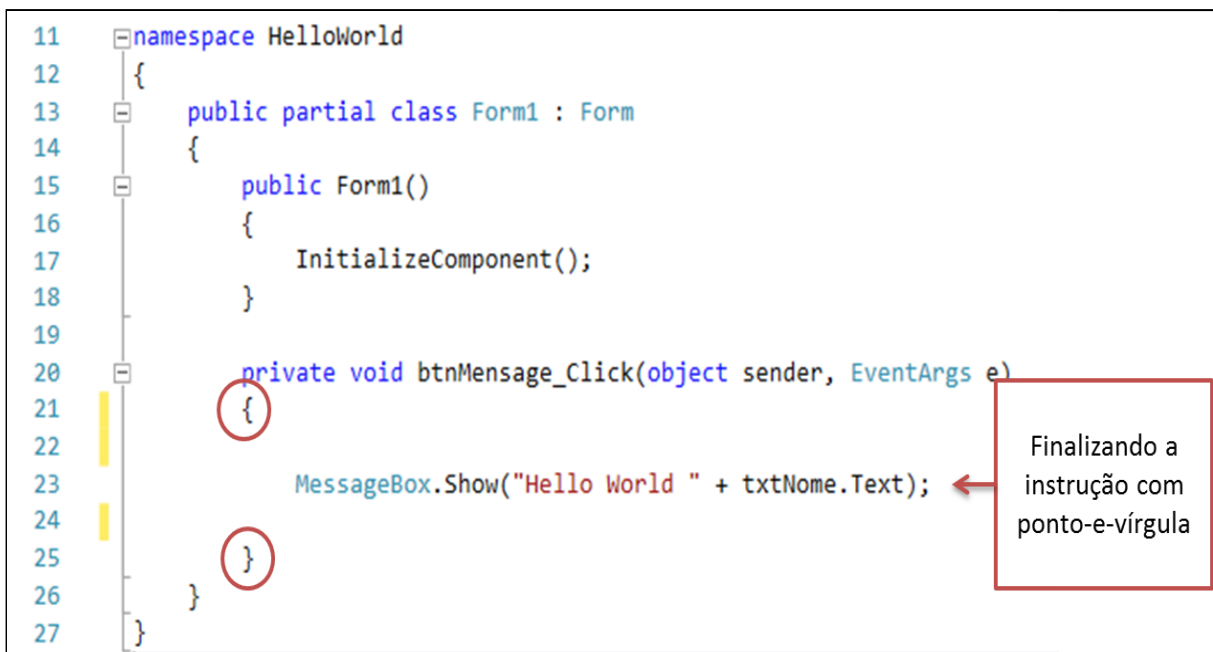 11 namespace HelloWorld
12 {
13 public partial class Form1 : Form
14 {
15 public Form1()
16 {
17 InitializeComponent();
18 }
19
20 private void btnMensage_Click(object sender, EventArgs e)
21 {
22
23 MessageBox.Show("Hello World " + txtNome.Text);
24
25 }
26 }
27 }
Finalizando a
instrução com
ponto-e-vírgula